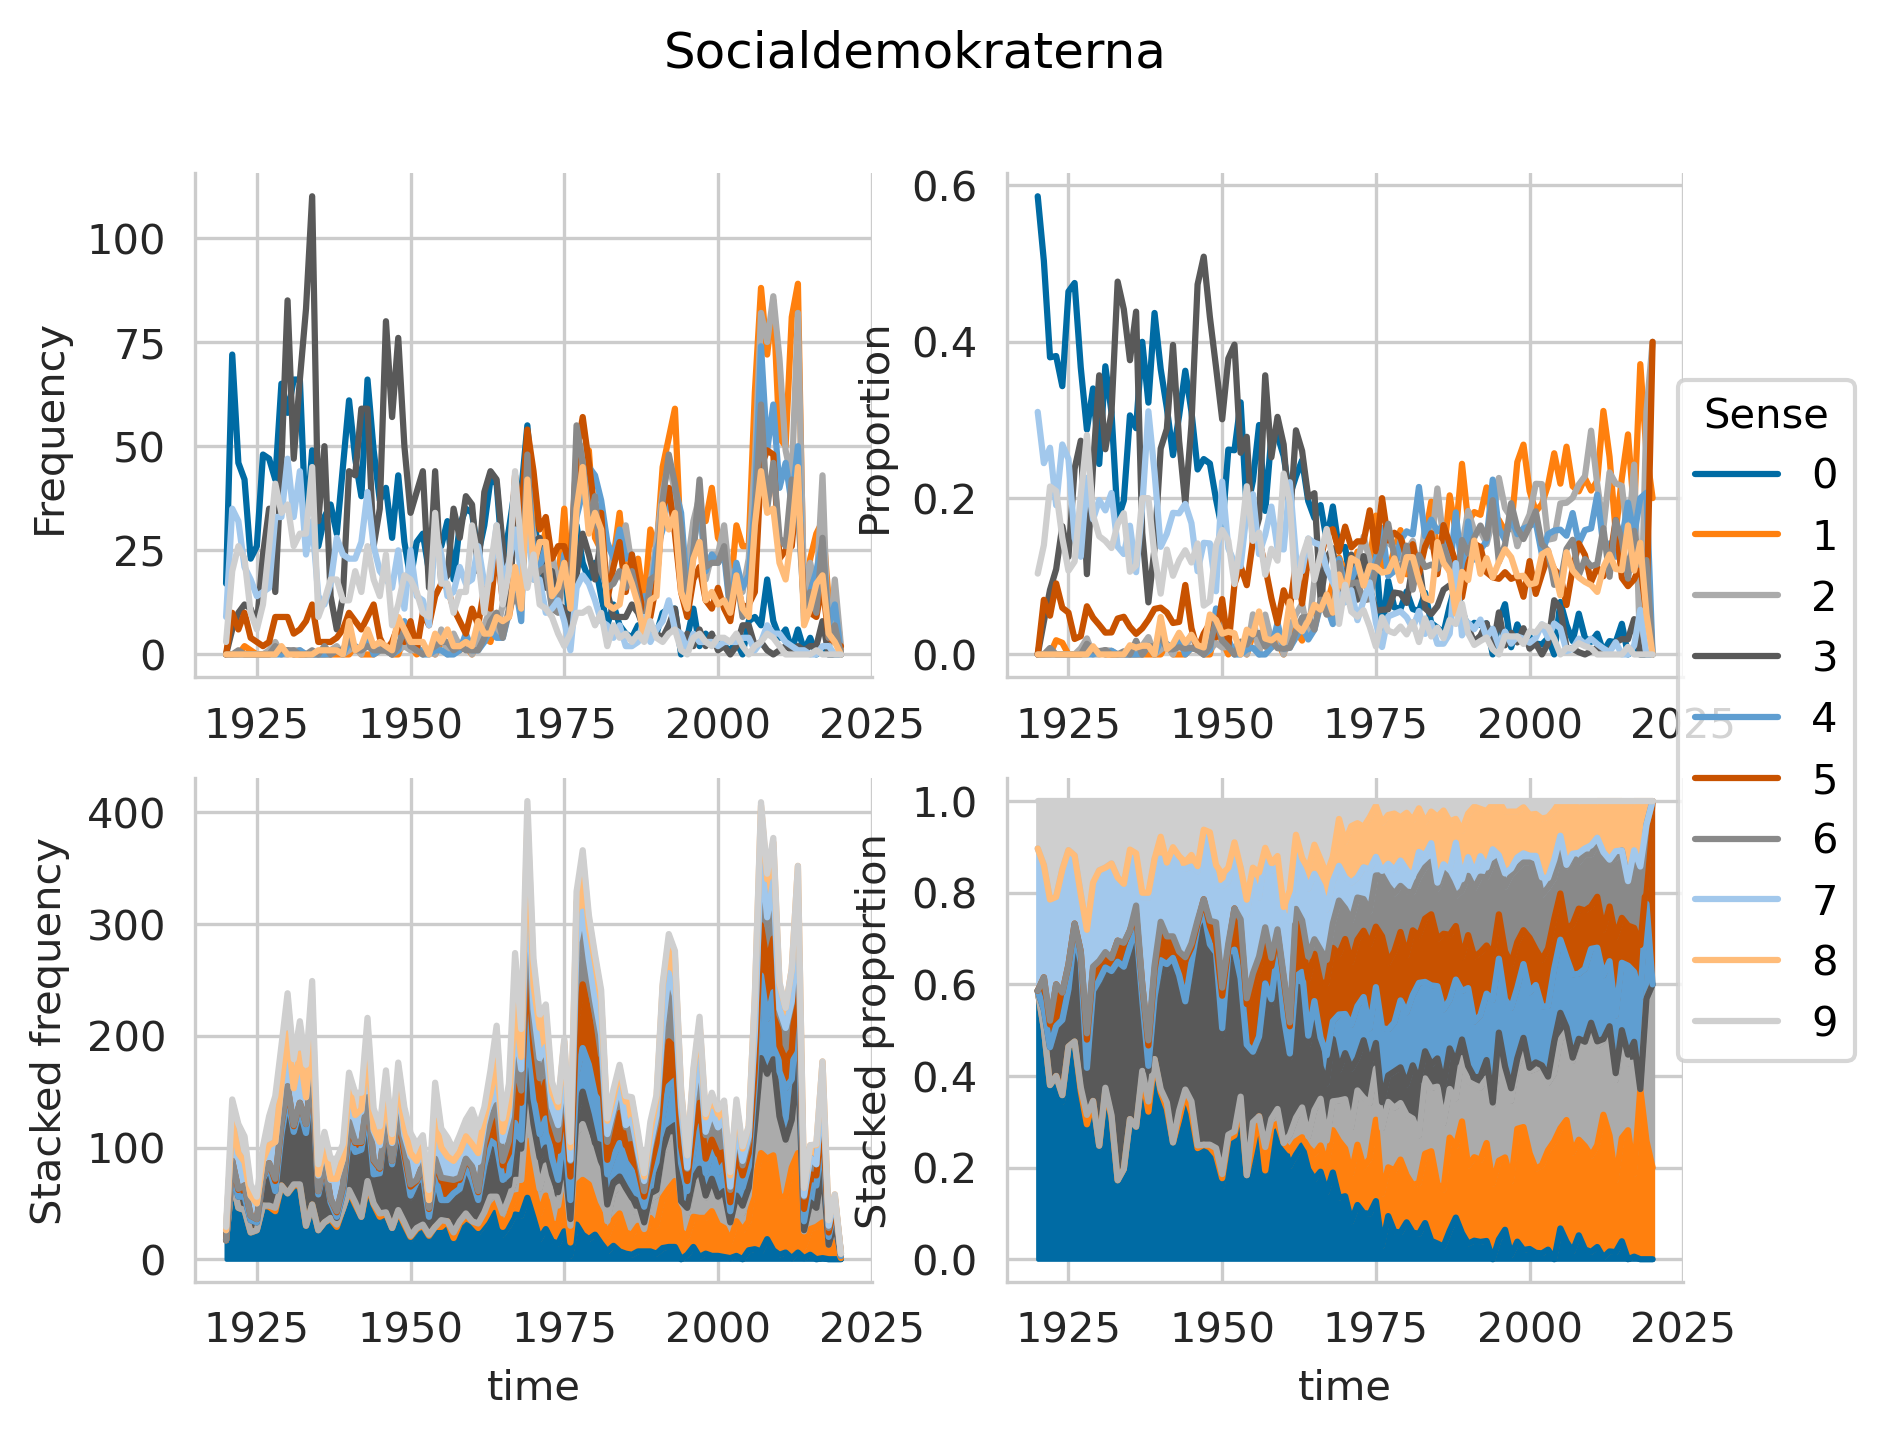 Socialdemokraterna
Frequency
100
75
50
25
0
1925 1950 1975 2000 2025
Proportion
0.6
0.4
0.2
0.0
1925 1950 1975 2000 2025
Stacked frequency
400
300
200
100
0
1925 1950 1975 2000 2025
time
Stacked proportion
1.0
0.8
0.6
0.4
0.2
0.0
1925 1950 1975 2000 2025
time
Sense
0
1
2
3
4
5
6
7
8
9